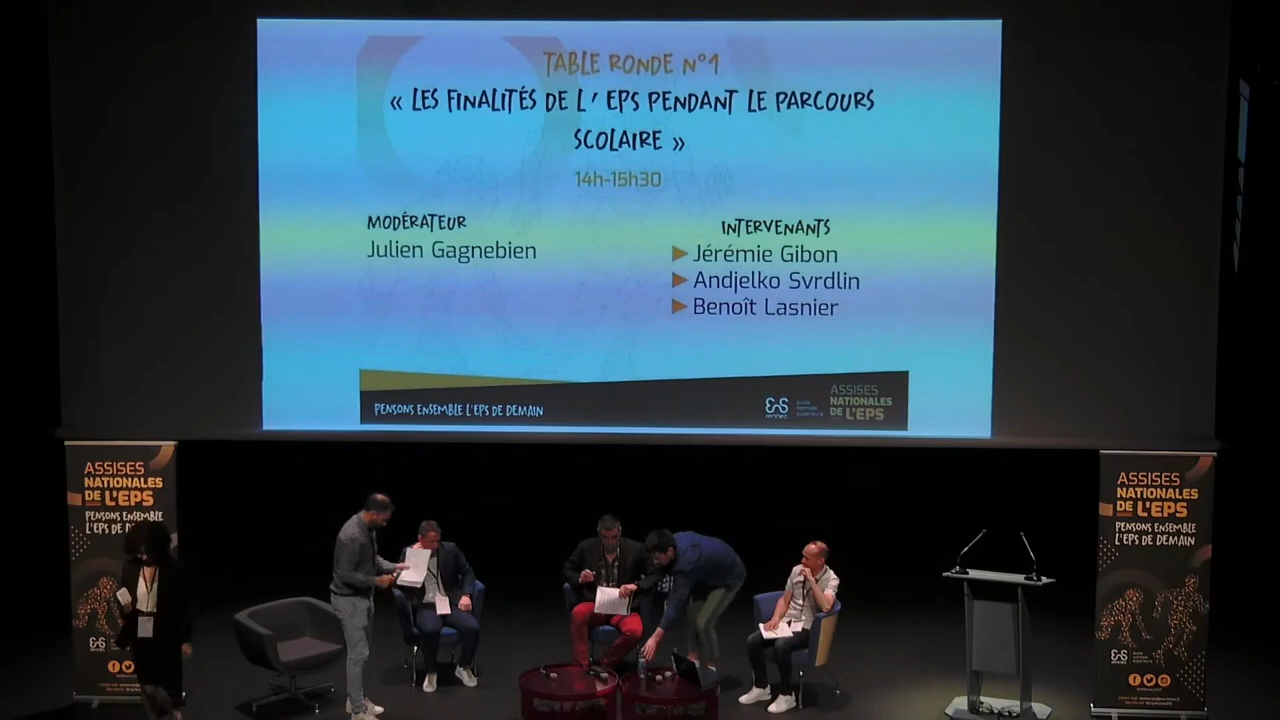 TABLE RONDE N°1
« LES FINALITÉS DE L' EPS PENDANT LE PARCOURS
SCOLAIRE »
14h-15h30
MODÉRATEUR
Julien Gagnebien
INTERVENANTS
Jérémie Gibon
Andjelko Svrdlin
Benoît Lasnier
PENSONS ENSEMBLE L'EPS DE DEMAIN
ASSISES
NATIONALES
DE L'EPS
ASSISES
NATIONALES
DE L'EPS
PENSONS ENSEMBLE
L'EPS DE
ASSISES
NATIONALES
DE L'EPS
PENSONS ENSEMBLE
L'EPS DE DEMAIN